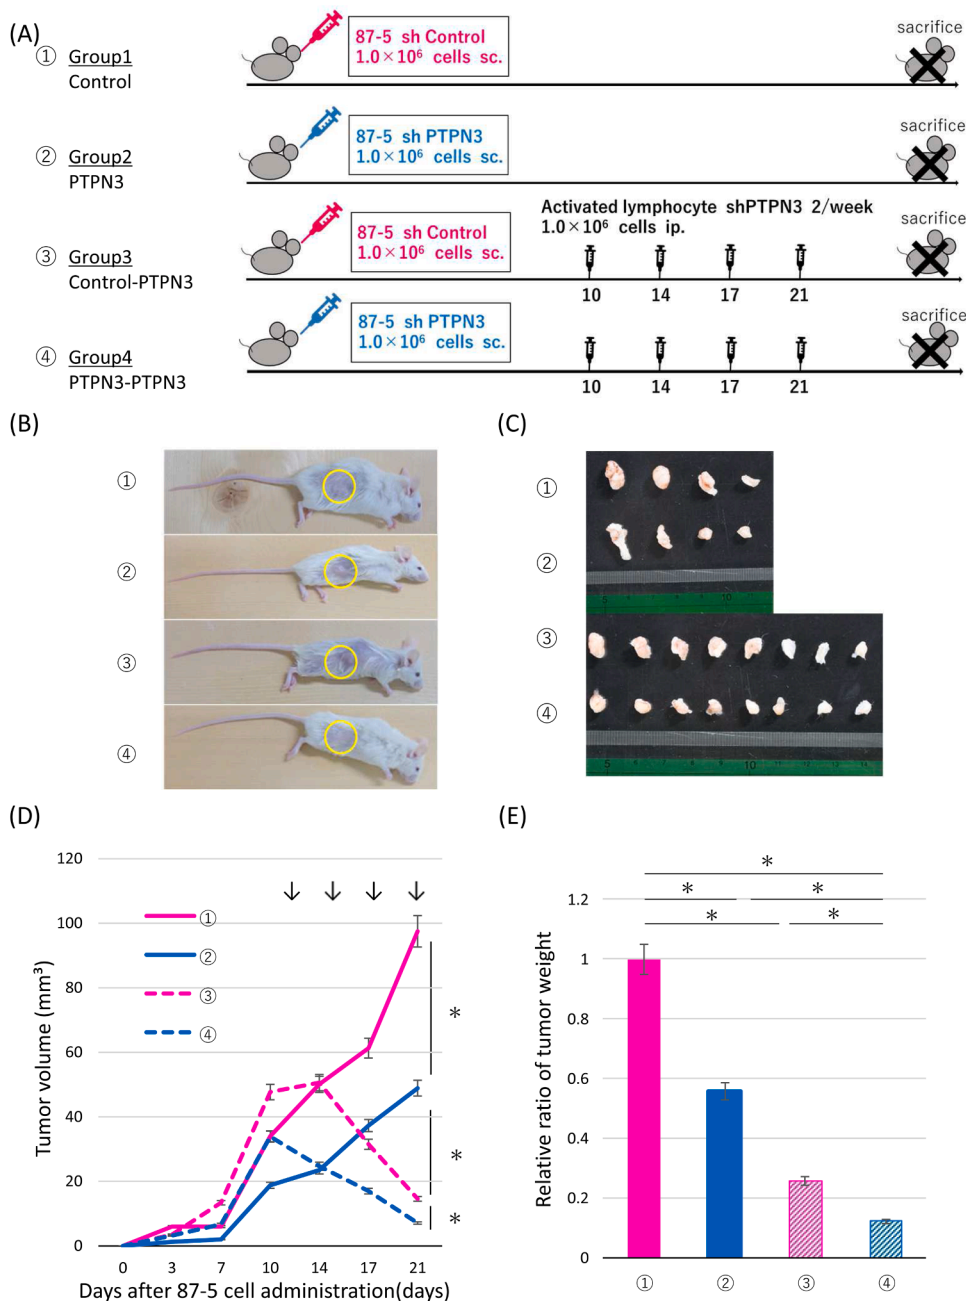 (A)
① Group1
Control
87-5 sh Control
1.0×10⁶ cells sc.
sacrifice
② Group2
PTPN3
87-5 sh PTPN3
1.0×10⁶ cells sc.
sacrifice
③ Group3
Control-PTPN3
87-5 sh Control
1.0×10⁶ cells sc.
Activated lymphocyte shPTPN3 2/week
1.0×10⁶ cells ip.
10 14 17 21
sacrifice
④ Group4
PTPN3-PTPN3
87-5 sh PTPN3
1.0×10⁶ cells sc.
10 14 17 21
sacrifice
(B)
①
②
③
④
(C)
①
②
5 10
③
④
5 10
(D)
Tumor volume (mm³)
120
100
80
60
40
20
0
①
②
③
④
*
*
*
0 3 7 10 14 17 21
Days after 87-5 cell administration(days)
(E)
Relative ratio of tumor weight
1.2
1
0.8
0.6
0.4
0.2
0
*
* *
* *
① ② ③ ④